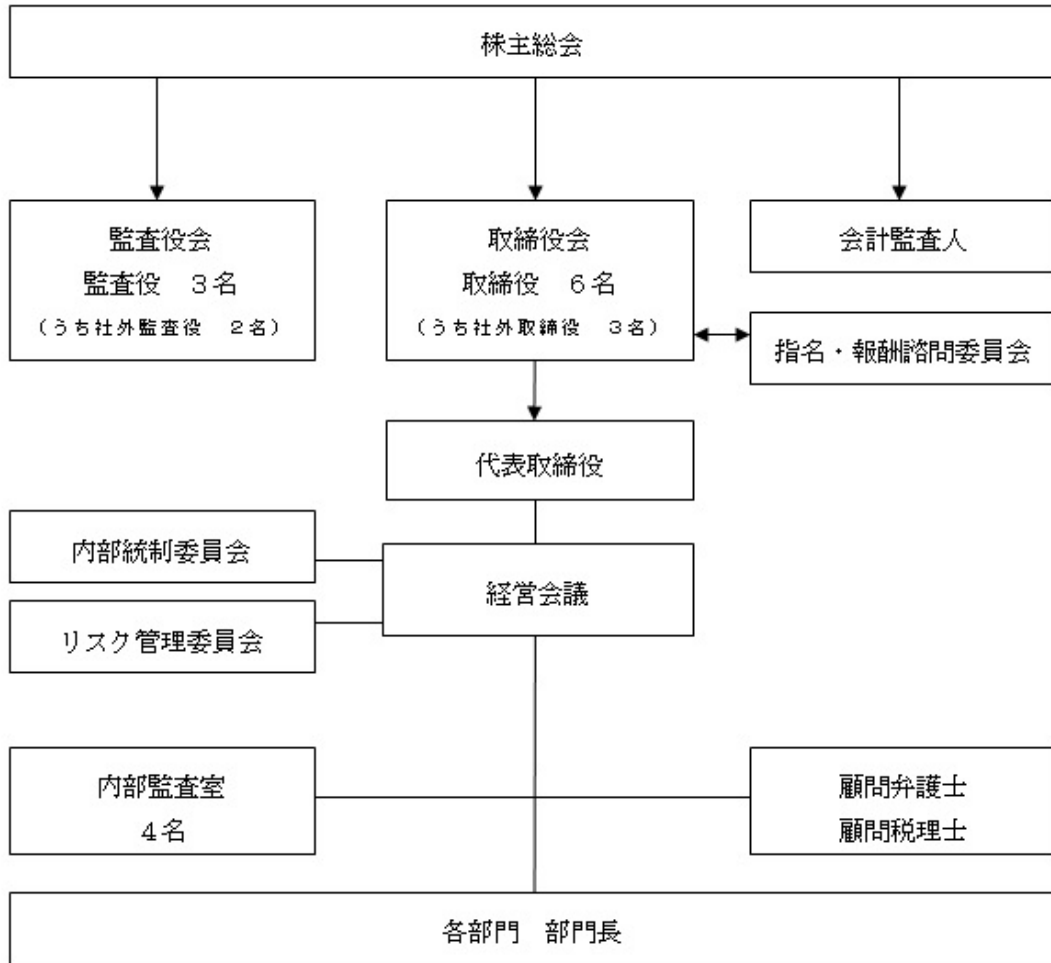 株主総会
監査役会
監査役　３名
（うち社外監査役　２名）
取締役会
取締役　６名
（うち社外取締役　３名）
会計監査人
指名・報酬諮問委員会
代表取締役
内部統制委員会
経営会議
リスク管理委員会
内部監査室
４名
顧問弁護士
顧問税理士
各部門　部門長